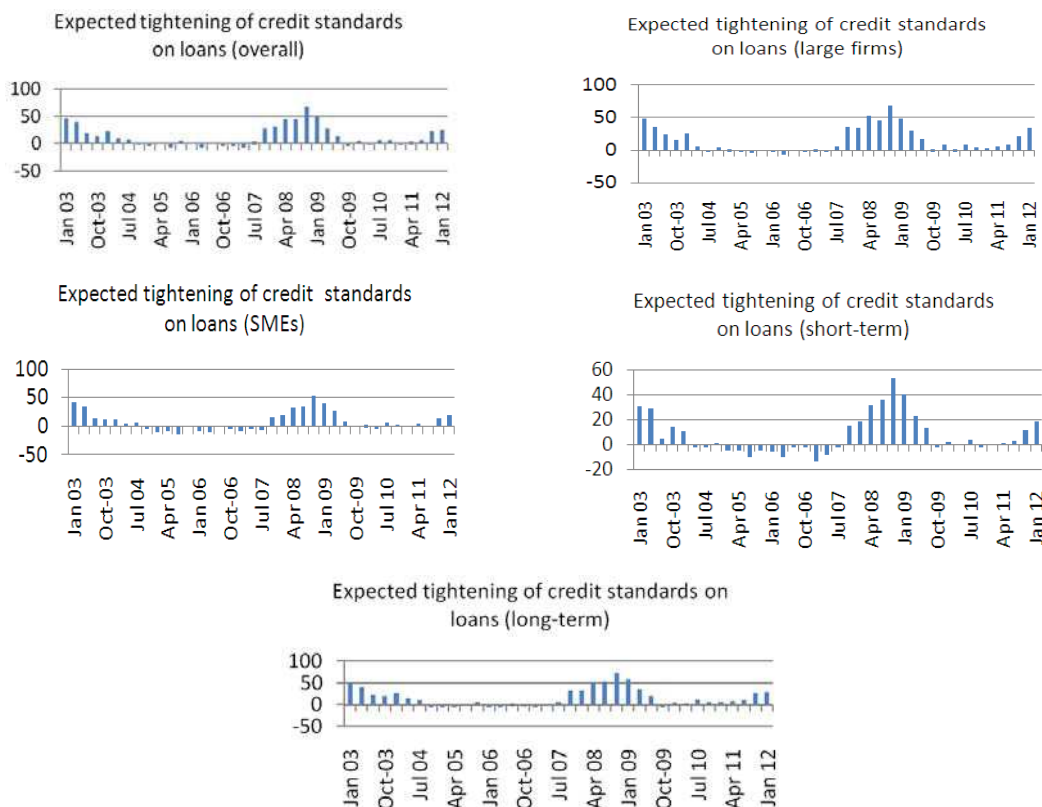 Expected tightening of credit standards
on loans (overall)
100
50
0
-50
Jan 03
Oct-03
Jul 04
Apr 05
Jan 06
Oct-06
Jul 07
Apr 08
Jan 09
Oct-09
Jul 10
Apr 11
Jan 12
Expected tightening of credit standards
on loans (large firms)
100
50
0
-50
Jan 03
Oct-03
Jul 04
Apr 05
Jan 06
Oct-06
Jul 07
Apr 08
Jan 09
Oct-09
Jul 10
Apr 11
Jan 12
Expected tightening of credit standards
on loans (SMEs)
100
50
0
-50
Jan 03
Oct-03
Jul 04
Apr 05
Jan 06
Oct-06
Jul 07
Apr 08
Jan 09
Oct-09
Jul 10
Apr 11
Jan 12
Expected tightening of credit standards
on loans (short-term)
60
40
20
0
-20
Jan 03
Oct-03
Jul 04
Apr 05
Jan 06
Oct-06
Jul 07
Apr 08
Jan 09
Oct-09
Jul 10
Apr 11
Jan 12
Expected tightening of credit standards on
loans (long-term)
100
50
0
-50
Jan 03
Oct-03
Jul 04
Apr 05
Jan 06
Oct-06
Jul 07
Apr 08
Jan 09
Oct-09
Jul 10
Apr 11
Jan 12